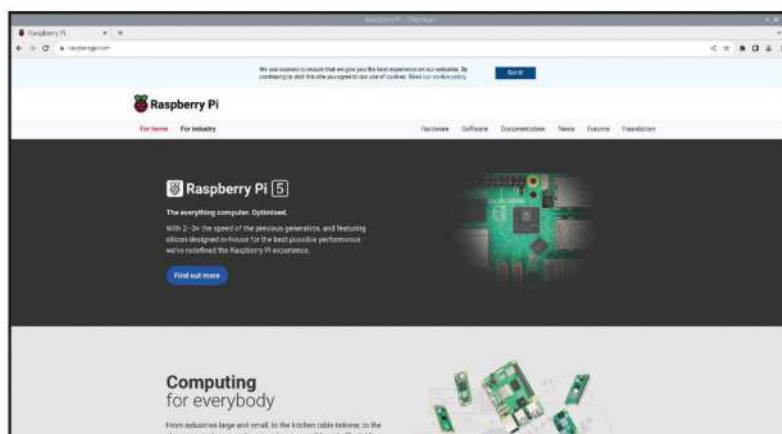 Raspberry Pi
raspberrypi.com
We use cookies to ensure that we give you the best experience on our websites. By
continuing to visit this site you agree to our use of cookies. Read our cookie policy.
Got it!
Raspberry Pi
For home For industry
Hardware Software Documentation News Forums Foundation
Raspberry Pi 5
The everything computer. Optimised.
With 2–3× the speed of the previous generation, and featuring
silicon designed in-house for the best possible performance
we've redefined the Raspberry Pi experience.
Find out more
Computing
for everybody
From industries large and small, to the kitchen table tinkerer, to the